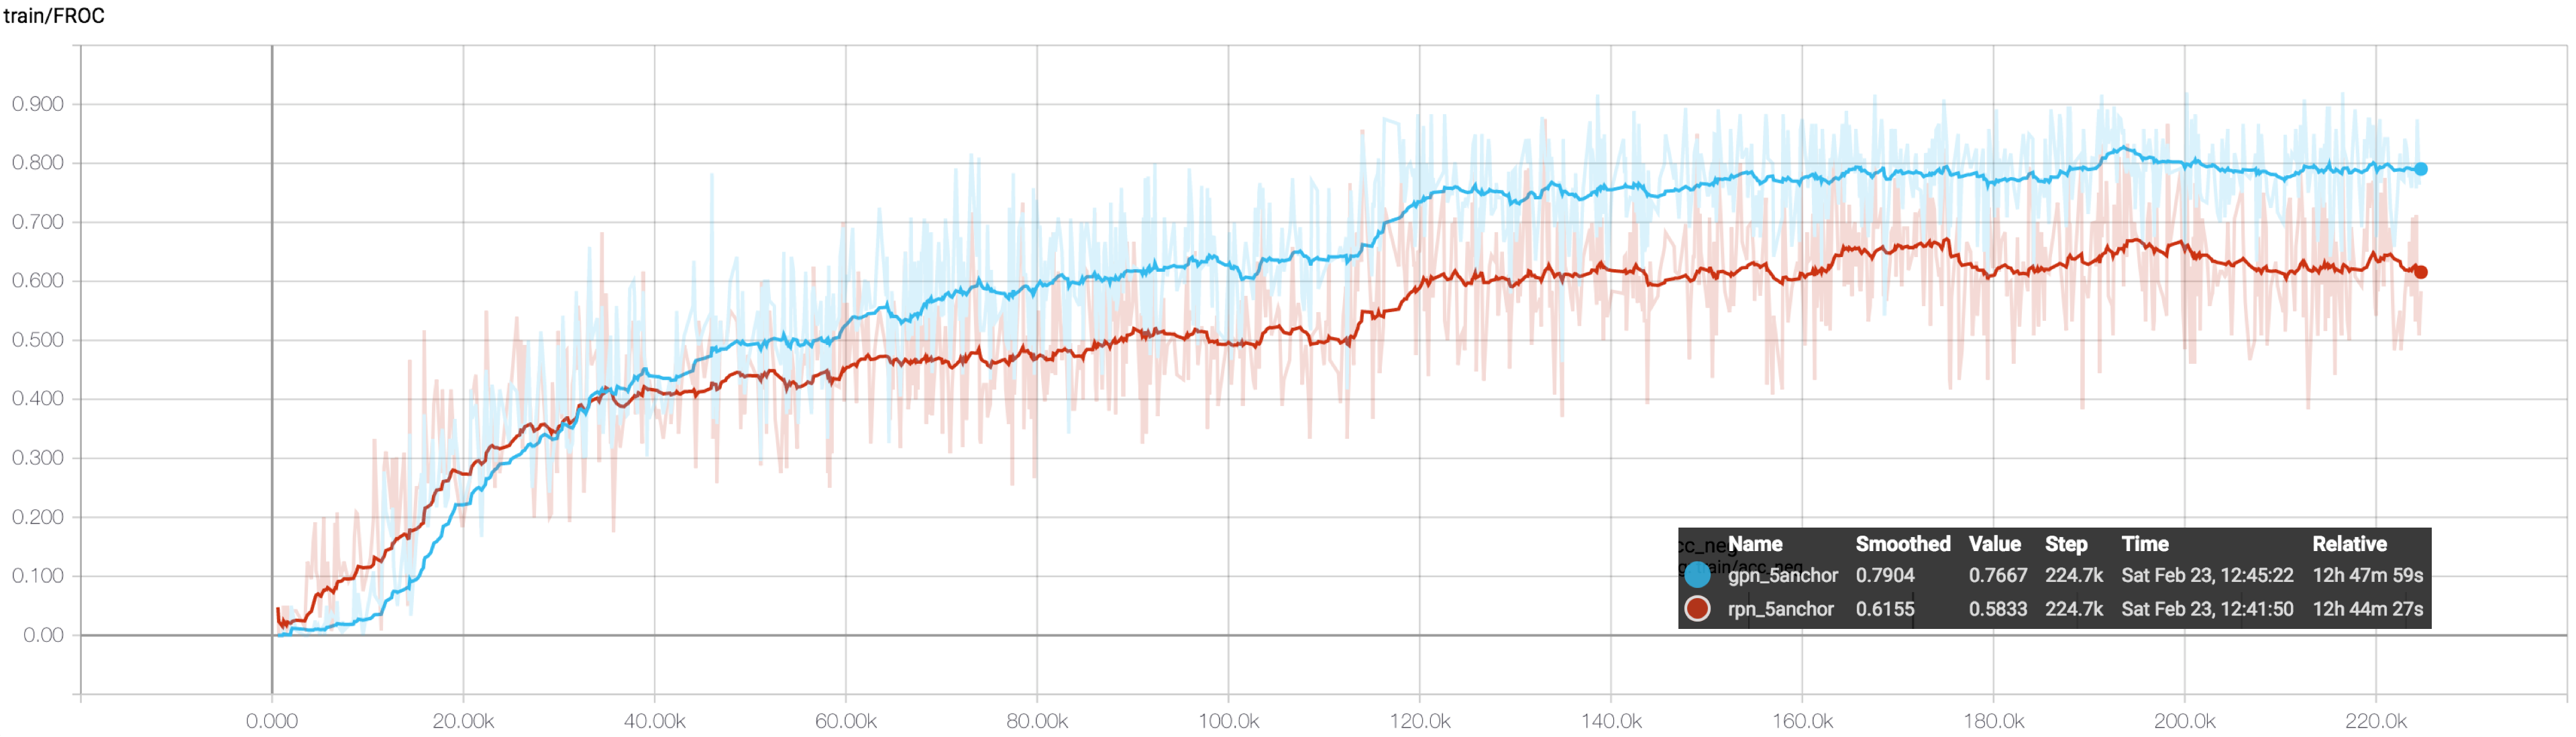 train/FROC
0.900
0.800
0.700
0.600
0.500
0.400
0.300
0.200
0.100
0.00
0.000 20.00k 40.00k 60.00k 80.00k 100.0k 120.0k 140.0k 160.0k 180.0k 200.0k 220.0k
cc_neg
Name Smoothed Value Step Time Relative
train/acc_neg
gpn_5anchor 0.7904 0.7667 224.7k Sat Feb 23, 12:45:22 12h 47m 59s
rpn_5anchor 0.6155 0.5833 224.7k Sat Feb 23, 12:41:50 12h 44m 27s